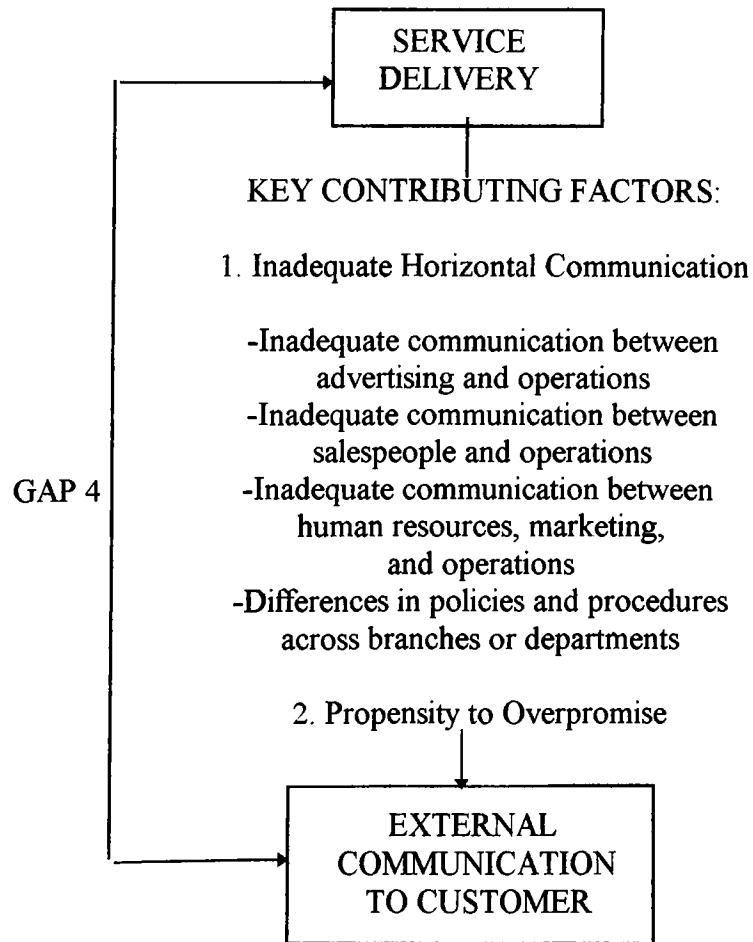 SERVICE
DELIVERY
KEY CONTRIBUTING FACTORS:
1. Inadequate Horizontal Communication
-Inadequate communication between
advertising and operations
-Inadequate communication between
salespeople and operations
GAP 4
-Inadequate communication between
human resources, marketing,
and operations
-Differences in policies and procedures
across branches or departments
2. Propensity to Overpromise
EXTERNAL
COMMUNICATION
TO CUSTOMER